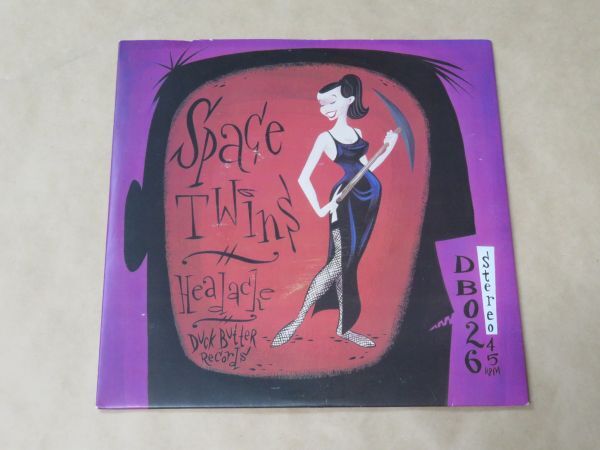 Space
Twins
Headache
Duck Butter
Records
Stereo
DB026
45
RPM